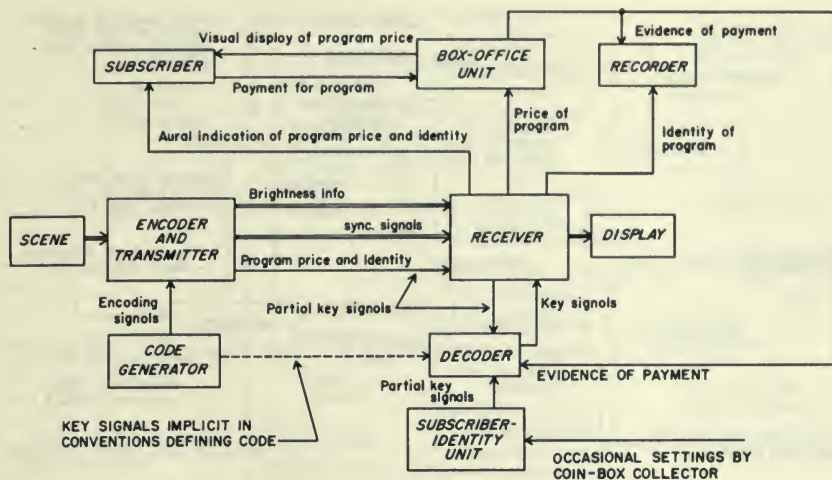 Visual display of program price
SUBSCRIBER
Payment for program
BOX-OFFICE
UNIT
Evidence of payment
RECORDER
Aural indication of program price and identity
Price of
program
Identity of
program
SCENE
ENCODER
AND
TRANSMITTER
Brightness Info
sync. signals
Program price and Identity
RECEIVER
DISPLAY
Encoding
signals
Partial key signals
Key signals
CODE
GENERATOR
DECODER
EVIDENCE OF PAYMENT
Partial key
signals
KEY SIGNALS IMPLICIT IN
CONVENTIONS DEFINING CODE
SUBSCRIBER-
IDENTITY
UNIT
OCCASIONAL SETTINGS BY
COIN-BOX COLLECTOR